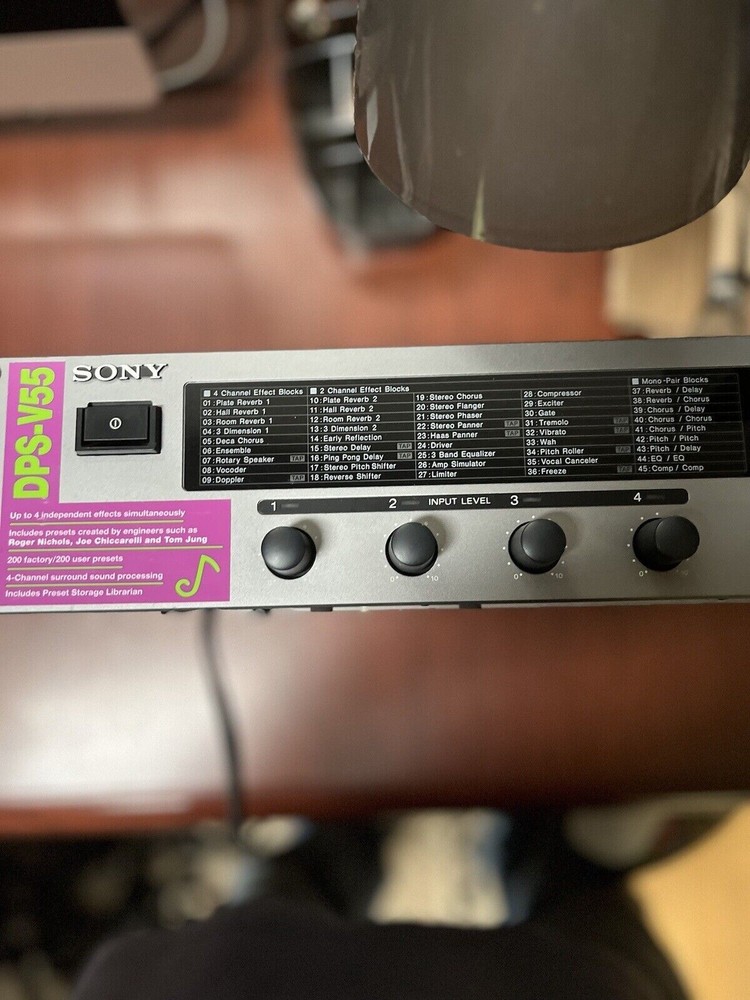 DPS-V55
SONY
Up to 4 independent effects simultaneously
Includes presets created by engineers such as
Roger Nichols, Joe Chiccarelli and Tom Jung
200 factory/200 user presets
4-Channel surround sound processing
Includes Preset Storage Librarian
4 Channel Effect Blocks
01 : Plate Reverb 1
02 : Hall Reverb 1
03 : Room Reverb 1
04 : 3 Dimension 1
05 : Deca Chorus
06 : Ensemble
07 : Rotary Speaker TAP
08 : Vocoder
09 : Doppler TAP
2 Channel Effect Blocks
10 : Plate Reverb 2
11 : Hall Reverb 2
12 : Room Reverb 2
13 : 3 Dimension 2
14 : Early Reflection
15 : Stereo Delay TAP
16 : Ping Pong Delay TAP
17 : Stereo Pitch Shifter
18 : Reverse Shifter
19 : Stereo Chorus
20 : Stereo Flanger
21 : Stereo Phaser
22 : Stereo Panner TAP
23 : Haas Panner TAP
24 : Driver
25 : 3 Band Equalizer
26 : Amp Simulator
27 : Limiter
28 : Compressor
29 : Exciter
30 : Gate
31 : Tremolo TAP
32 : Vibrato
33 : Wah
34 : Pitch Roller TAP
35 : Vocal Canceler
36 : Freeze TAP
Mono-Pair Blocks
37 : Reverb / Delay
38 : Reverb / Chorus
39 : Chorus / Delay
40 : Chorus / Chorus
41 : Chorus / Pitch
42 : Pitch / Pitch
43 : Pitch / Delay
44 : EQ / EQ
45 : Comp / Comp
1 2 INPUT LEVEL 3 4
0 10 0 10 0